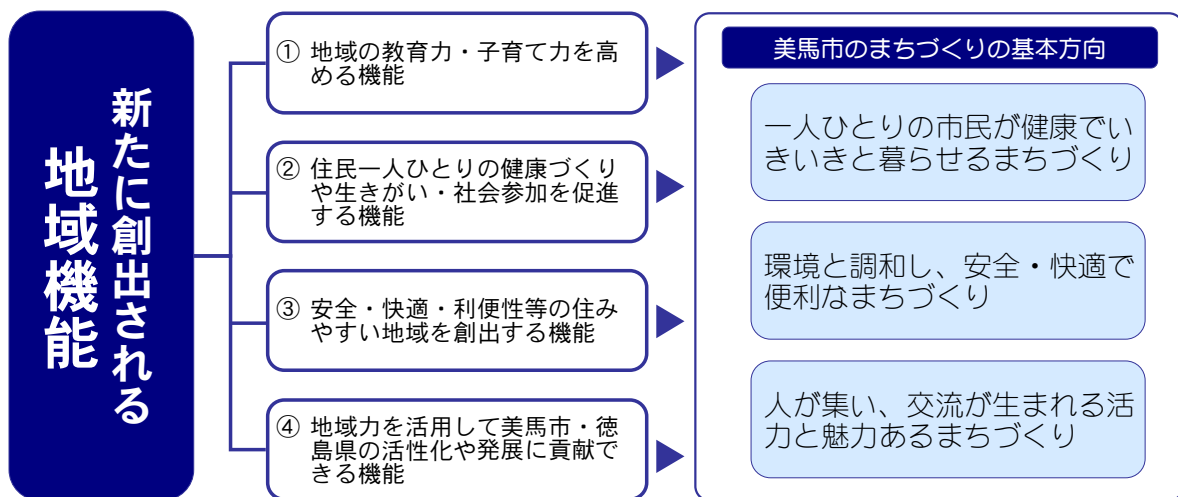 新たに創出される
地域機能
① 地域の教育力・子育て力を高
める機能
② 住民一人ひとりの健康づくり
や生きがい・社会参加を促進
する機能
③ 安全・快適・利便性等の住み
やすい地域を創出する機能
④ 地域力を活用して美馬市・徳
島県の活性化や発展に貢献で
きる機能
美馬市のまちづくりの基本方向
一人ひとりの市民が健康でい
きいきと暮らせるまちづくり
環境と調和し、安全・快適で
便利なまちづくり
人が集い、交流が生まれる活
力と魅力あるまちづくり